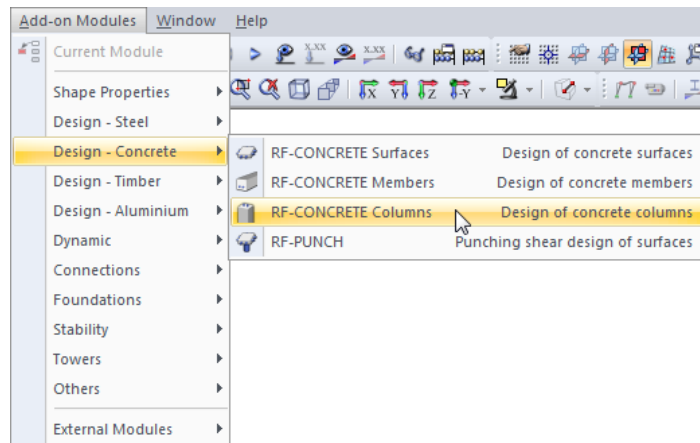 Add-on Modules Window Help
Current Module
x.xx x.xx
Shape Properties
X Y Z -Y
Design - Steel
Design - Concrete
RF-CONCRETE Surfaces Design of concrete surfaces
Design - Timber
RF-CONCRETE Members Design of concrete members
Design - Aluminium
RF-CONCRETE Columns Design of concrete columns
Dynamic
RF-PUNCH Punching shear design of surfaces
Connections
Foundations
Stability
Towers
Others
External Modules